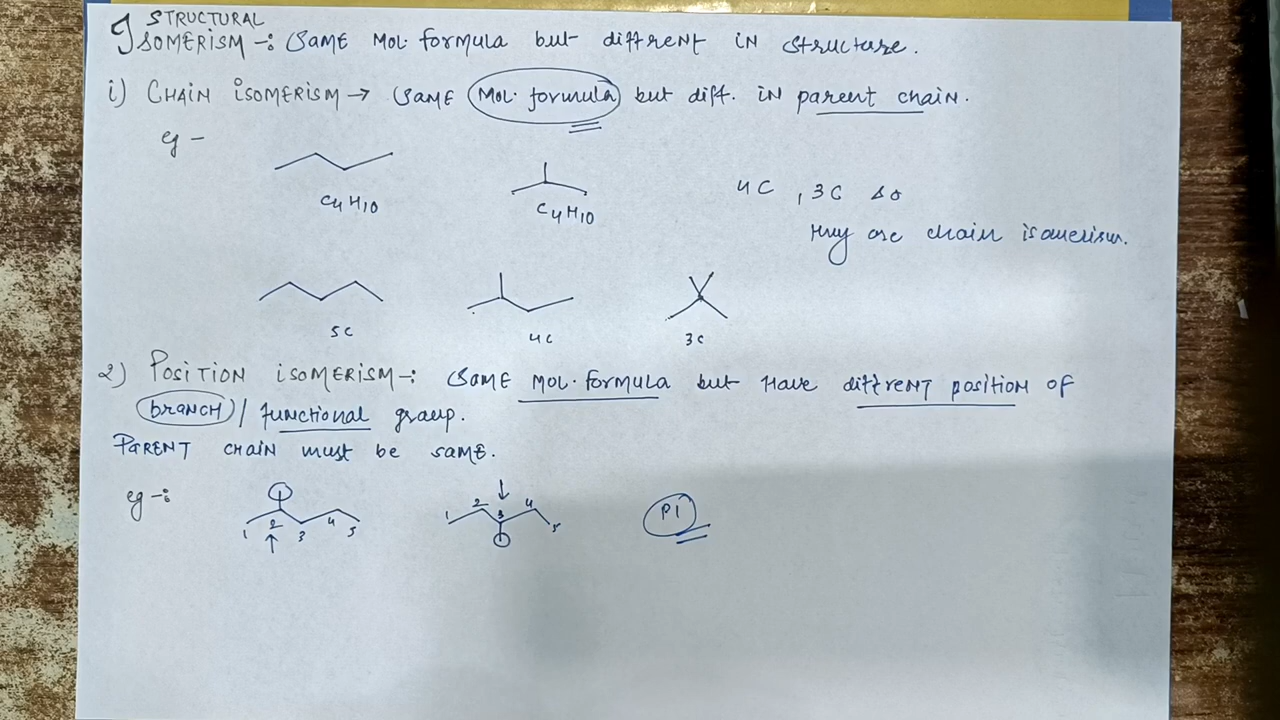 STRUCTURAL
ISOMERISM -: SAME MOL. formula but different IN structure.
i) CHAIN ISOMERISM → SAME MOL. formula but diff. IN parent chain.
eg -
C4H10 C4H10
4C , 3C so
they are chain isomerism.
5C 4C 3C
2) POSITION ISOMERISM -: SAME MOL. formula but HAVE different position OF
BRANCH / functional group.
PARENT CHAIN must be SAME.
eg -:
1 2 3 4 5 1 2 3 4 5 PI